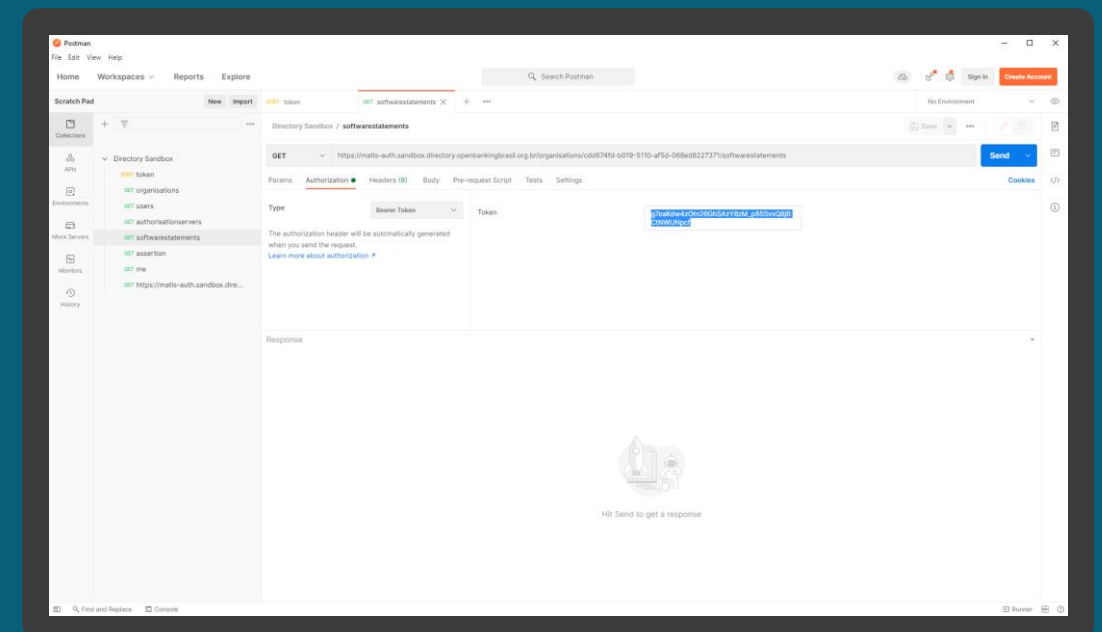 Postman
File Edit View Help
Home Workspaces Reports Explore
Search Postman
Sign In Create Account
Scratch Pad New Import
POST token GET softwarestatements
No Environment
Collections
APIs
Environments
Mock Servers
Monitors
History
Directory Sandbox
POST token
GET organisations
GET users
GET authorisationservers
GET softwarestatements
GET assertion
GET me
GET https://matls-auth.sandbox.dire...
Directory Sandbox / softwarestatements
Save
GET https://matls-auth.sandbox.directory.openbankingbrasil.org.br/organisations/cdd674fd-b019-5110-af5d-068ed8227371/softwarestatements
Send
Params Authorization Headers (8) Body Pre-request Script Tests Settings Cookies
Type Bearer Token
The authorization header will be automatically generated
when you send the request.
Learn more about authorization
Token
Response
Hit Send to get a response
Find and Replace Console Runner